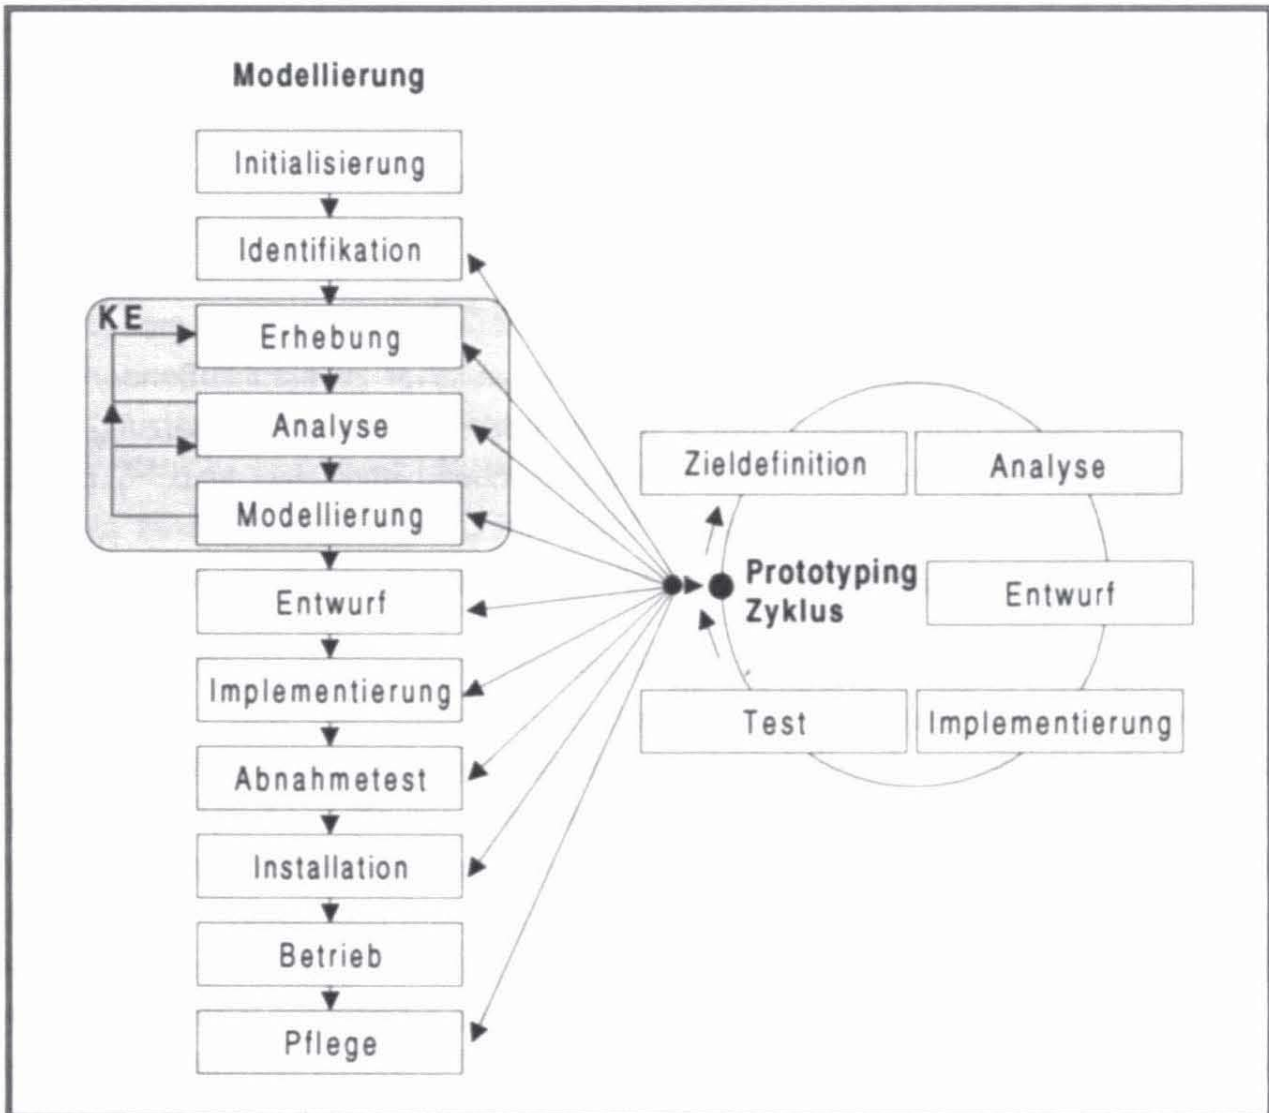 Modellierung
Initialisierung
Identifikation
KE
Erhebung
Analyse
Modellierung
Entwurf
Implementierung
Abnahmetest
Installation
Betrieb
Pflege
Zieldefinition
Analyse
Prototyping
Zyklus
Entwurf
Test
Implementierung